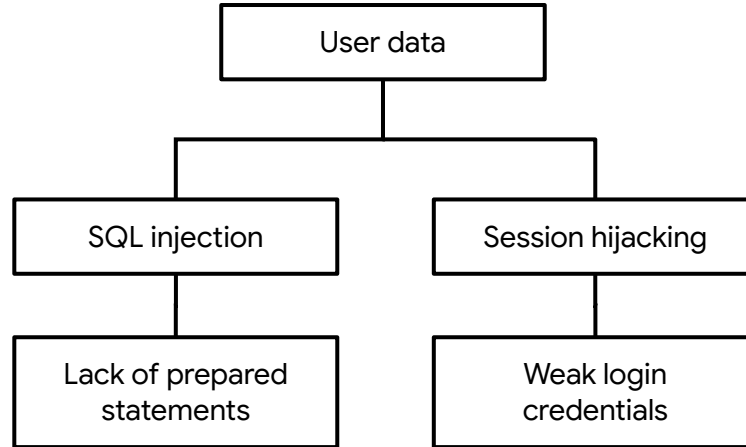 User data
SQL injection
Session hijacking
Lack of prepared
statements
Weak login
credentials